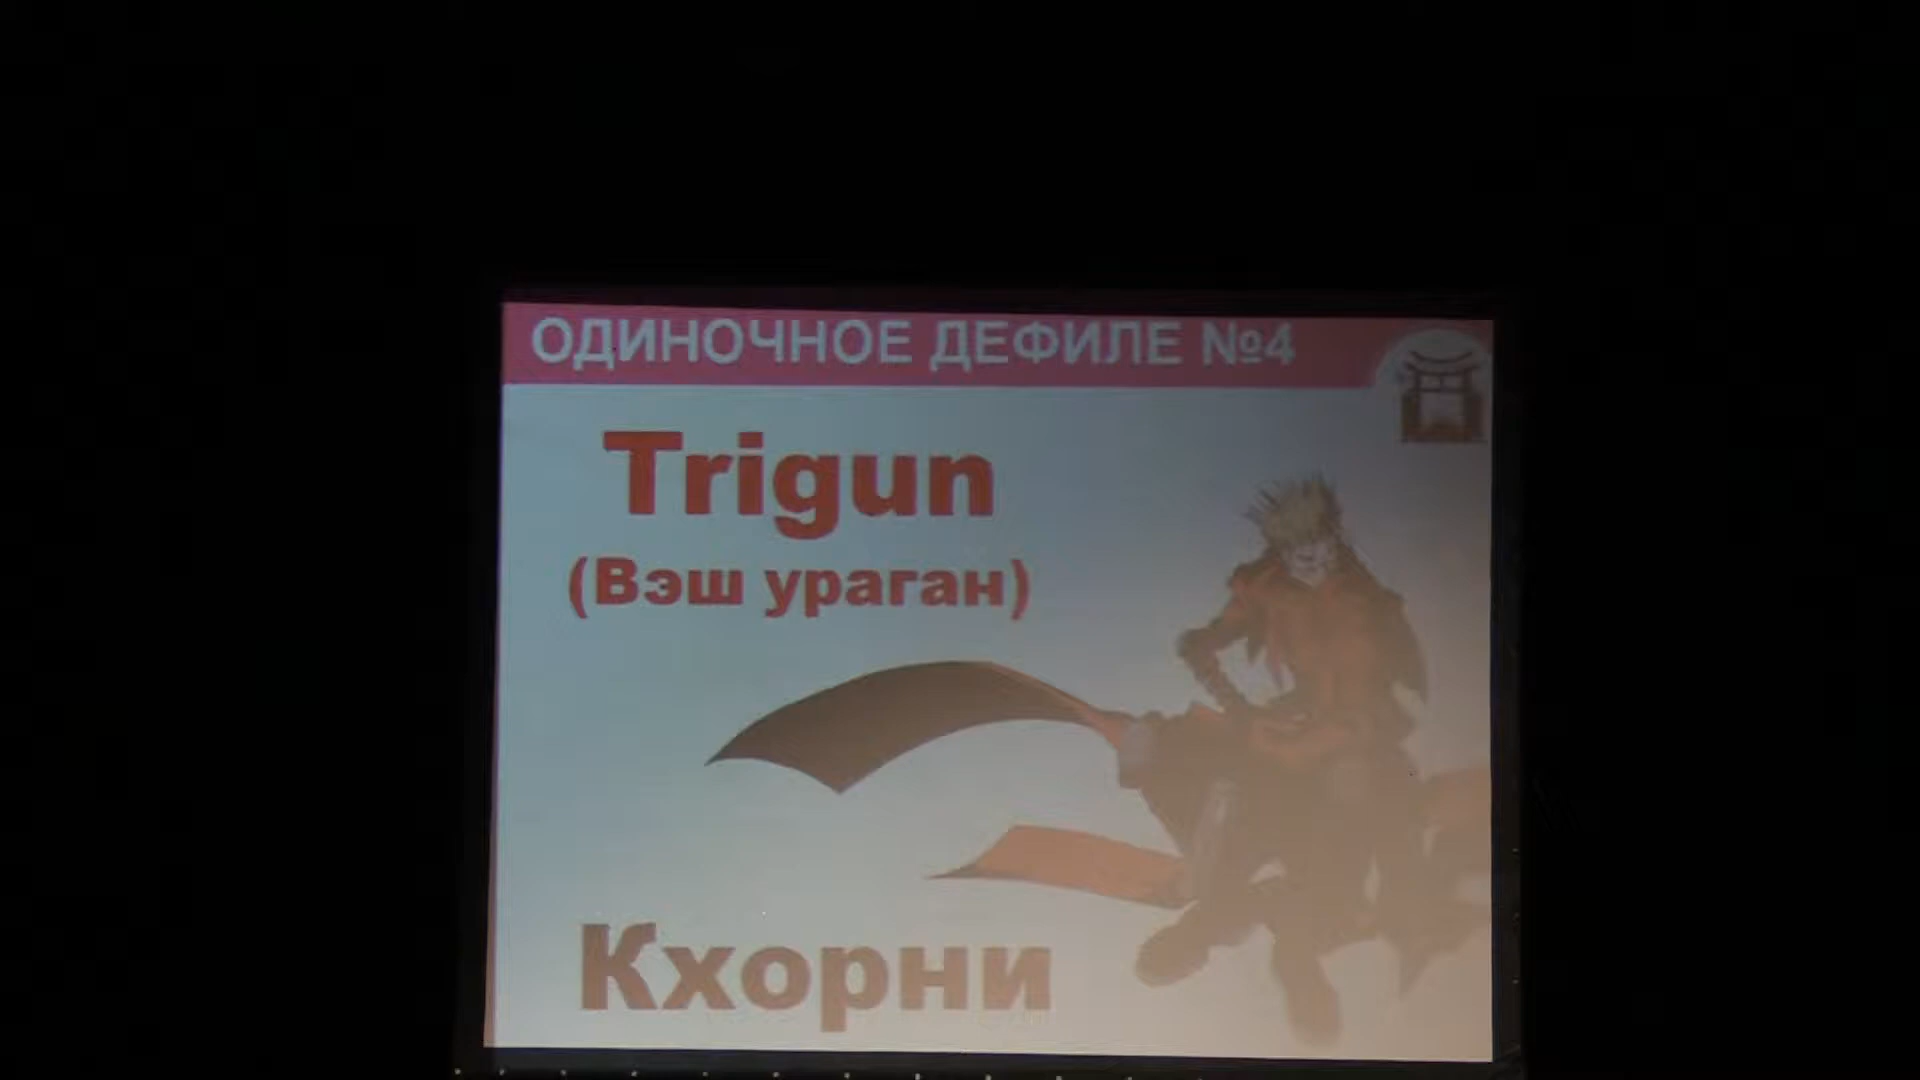 ОДИНОЧНОЕ ДЕФИЛЕ №4
Trigun
(Вэш ураган)
Кхорни